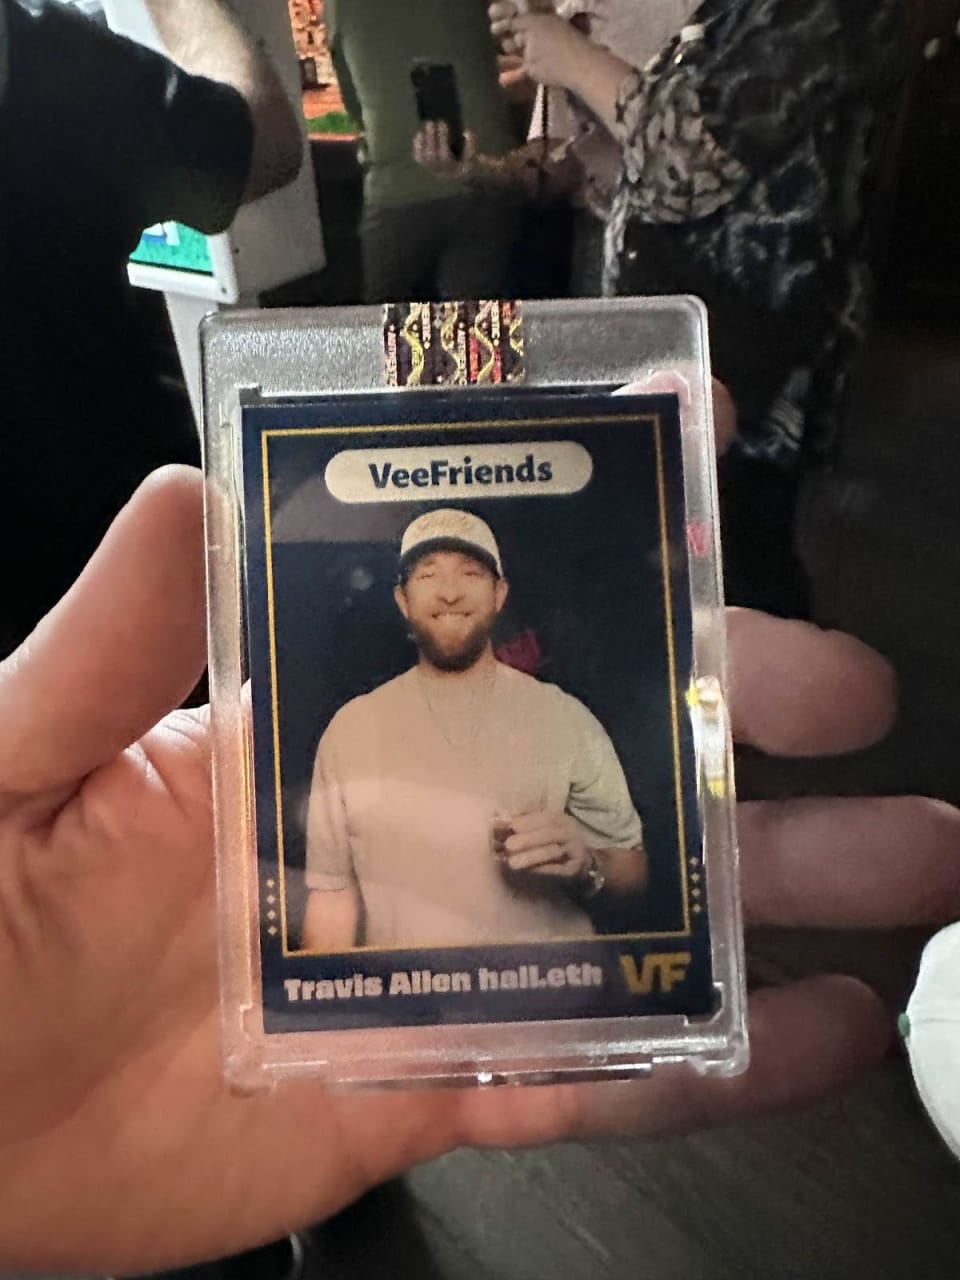 VeeFriends
Travis Allen hall.eth
VF